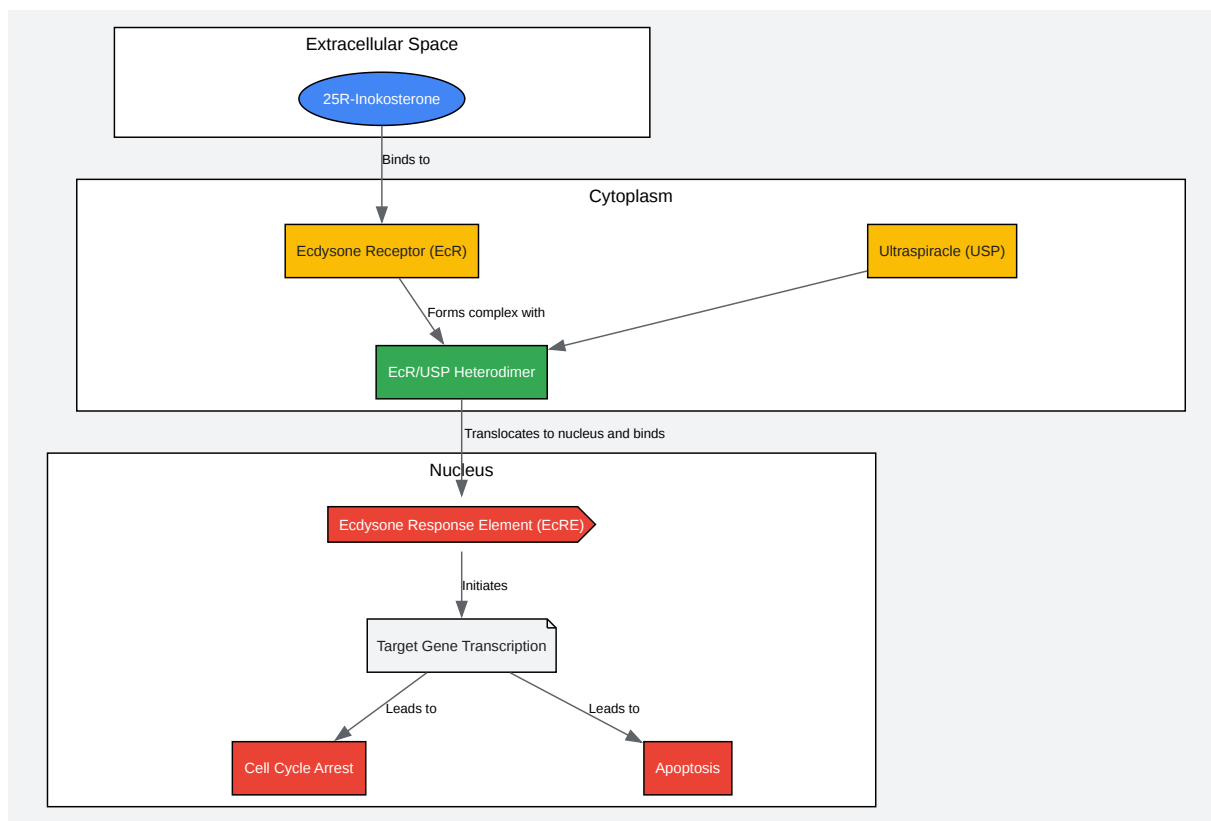 Extracellular Space
25R-Inokosterone
Binds to
Cytoplasm
Ecdysone Receptor (EcR)
Ultraspiracle (USP)
Forms complex with
EcR/USP Heterodimer
Translocates to nucleus and binds
Nucleus
Ecdysone Response Element (EcRE)
Initiates
Target Gene Transcription
Leads to
Leads to
Cell Cycle Arrest
Apoptosis